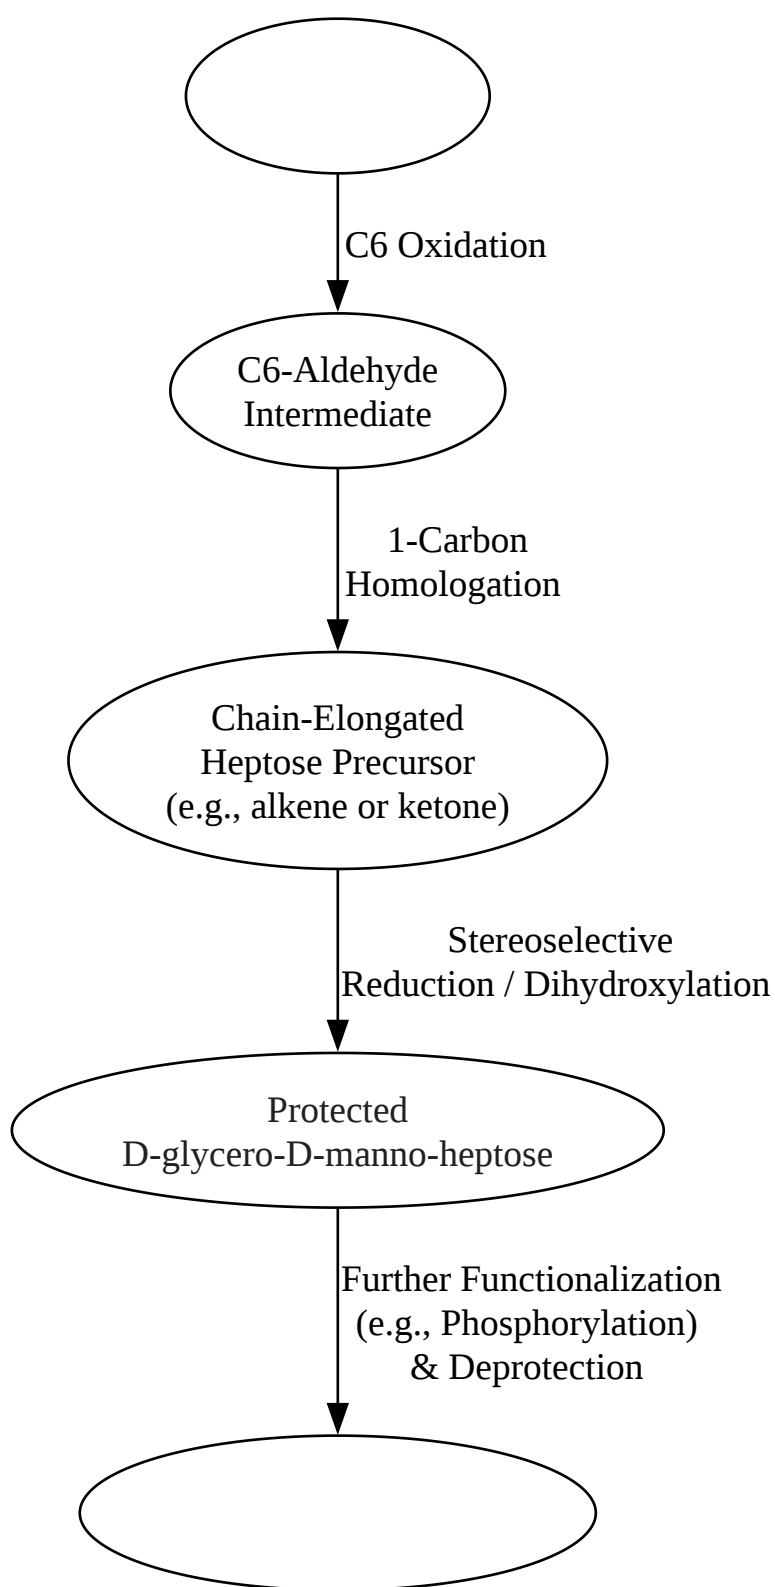 C6 Oxidation
C6-Aldehyde
Intermediate
1-Carbon
Homologation
Chain-Elongated
Heptose Precursor
(e.g., alkene or ketone)
Stereoselective
Reduction / Dihydroxylation
Protected
D-glycero-D-manno-heptose
Further Functionalization
(e.g., Phosphorylation)
& Deprotection